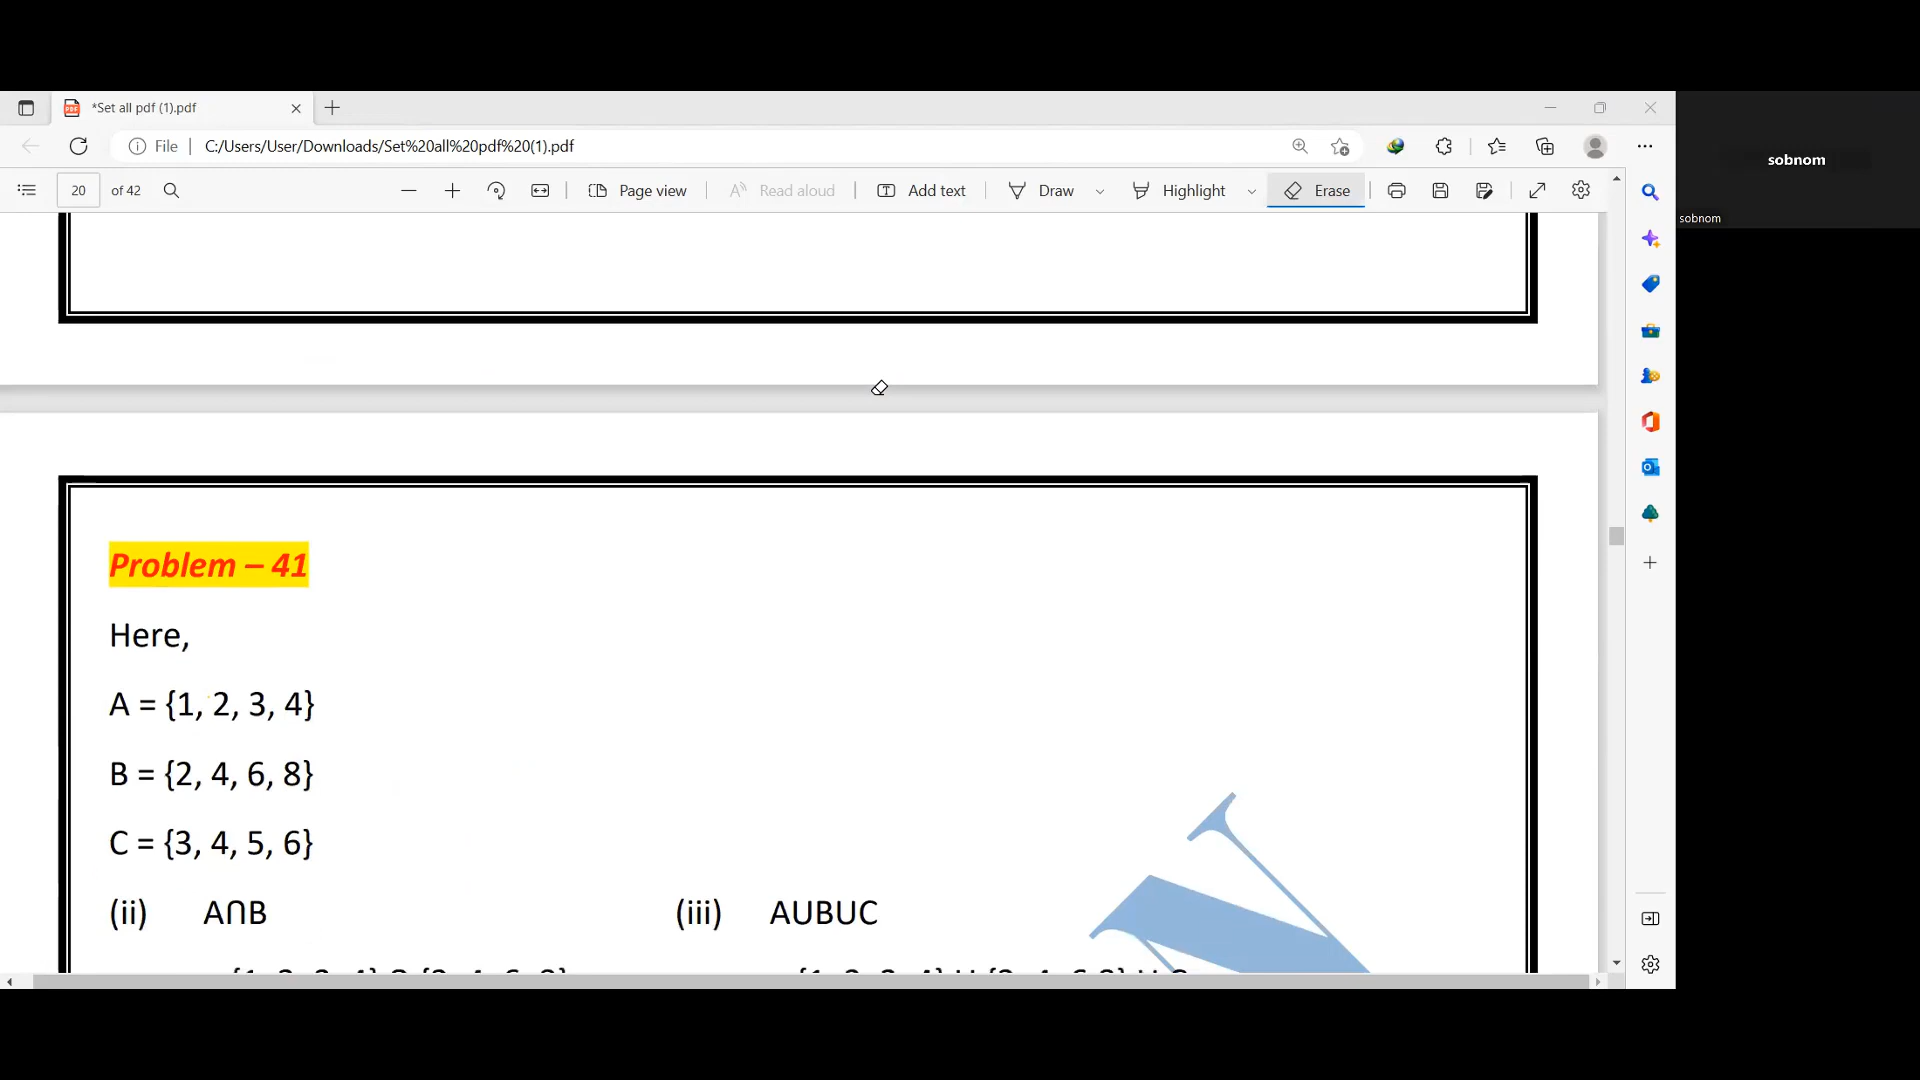 *Set all pdf (1).pdf
File C:/Users/User/Downloads/Set%20all%20pdf%20(1).pdf
20 of 42 Page view Read aloud Add text Draw Highlight Erase
sobnom
sobnom
Problem – 41
Here,
A = {1, 2, 3, 4}
B = {2, 4, 6, 8}
C = {3, 4, 5, 6}
(ii) A∩B (iii) AUBUC